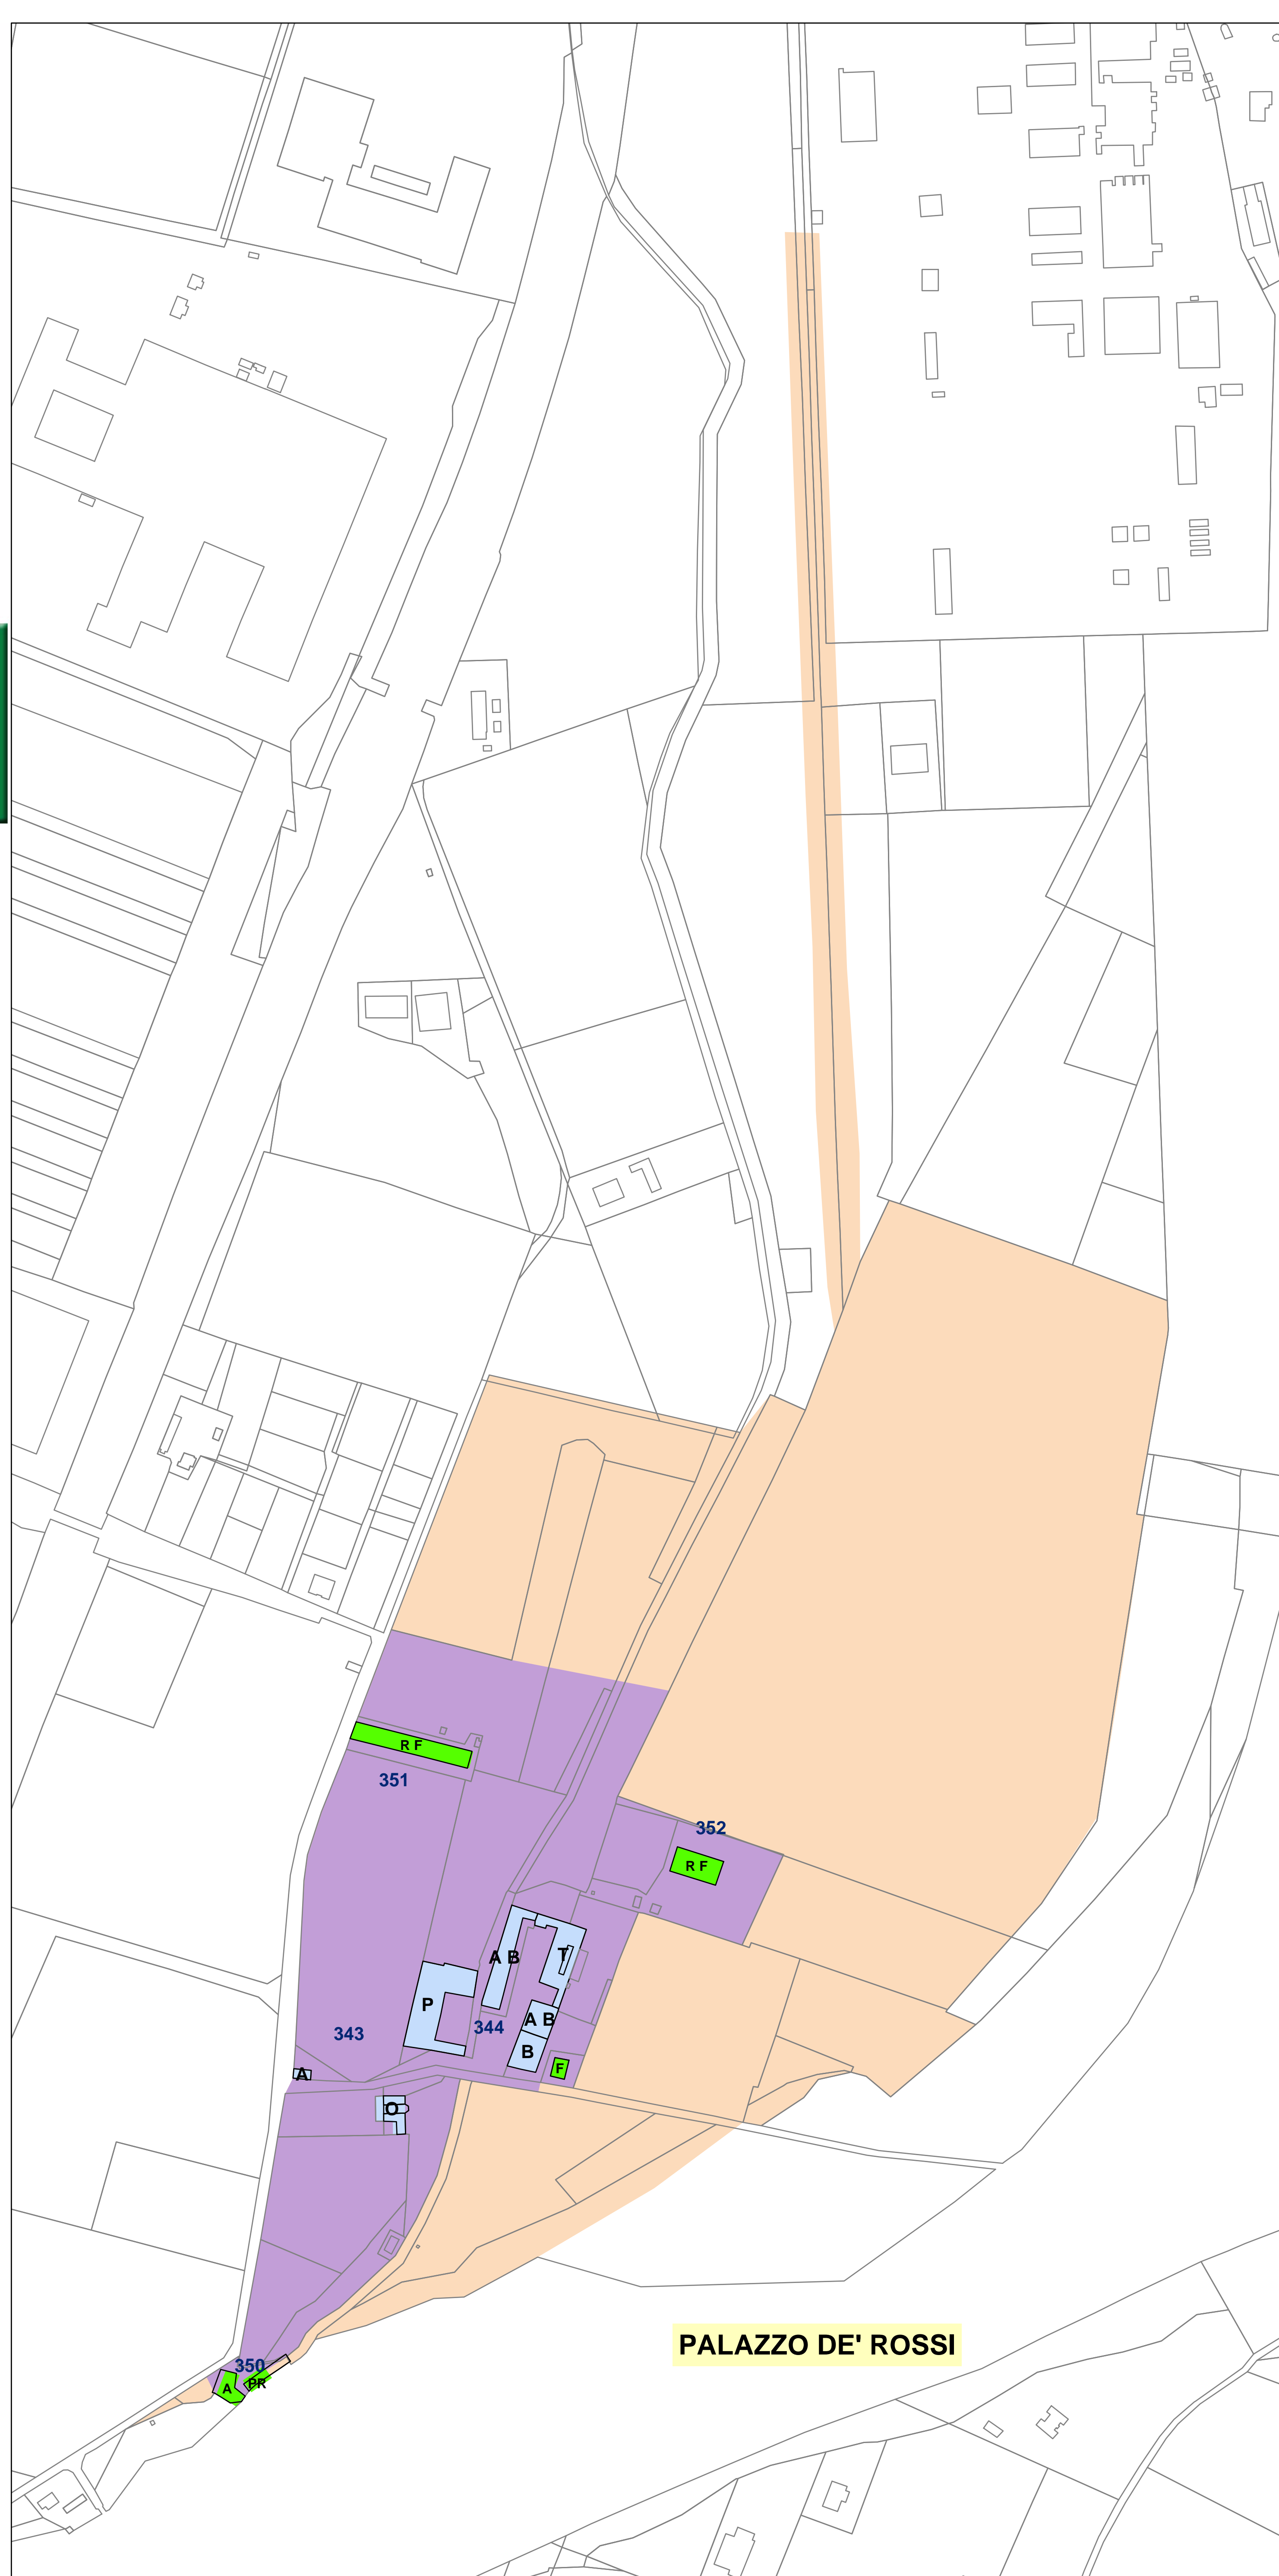 R F
351
352
R F
A B
T
P
A B
344
343
B
F
A
O
350
PR
A
PALAZZO DE' ROSSI